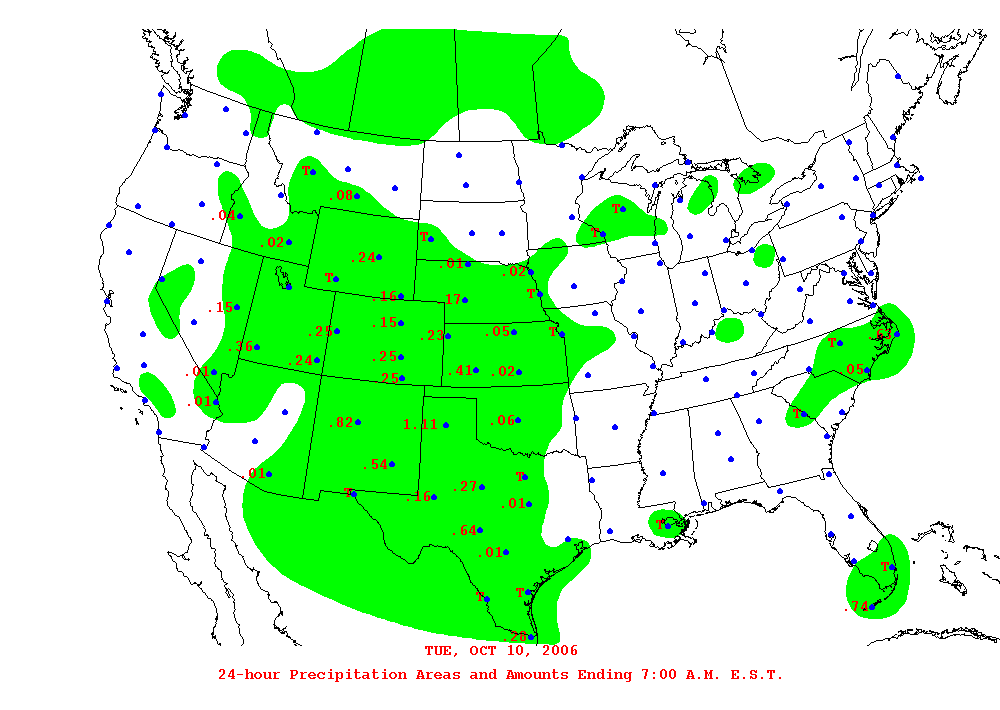 T
.08
.04
T
.02
T
.24
T
.01
.02
T
.16
.17
T
.15
.15
.25
.23
.05
T
T
.36
.25
.24
.41
.02
.05
.01
.25
.01
T
.82
1.11
.06
.54
.01
.27
T
T
.16
.01
.64
T
.01
T
T
T
.74
.28
TUE, OCT 10, 2006
24-hour Precipitation Areas and Amounts Ending 7:00 A.M. E.S.T.